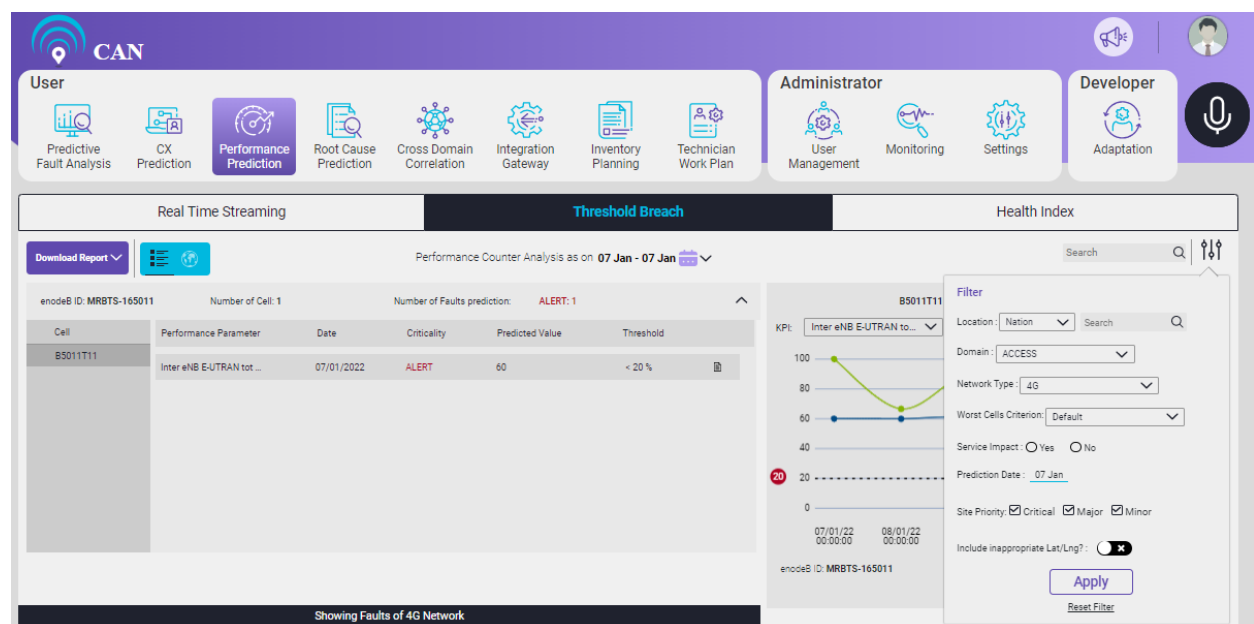 CAN
User
Administrator
Developer
Predictive
Fault Analysis
CX
Prediction
Performance
Prediction
Root Cause
Prediction
Cross Domain
Correlation
Integration
Gateway
Inventory
Planning
Technician
Work Plan
User
Management
Monitoring
Settings
Adaptation
Real Time Streaming
Threshold Breach
Health Index
Download Report
Performance Counter Analysis as on 07 Jan - 07 Jan
Search
enodeB ID: MRBTS-165011 Number of Cell: 1 Number of Faults prediction: ALERT: 1
Cell Performance Parameter Date Criticality Predicted Value Threshold
B5011T11
Inter eNB E-UTRAN tot ... 07/01/2022 ALERT 60 < 20 %
Showing Faults of 4G Network
B5011T11
KPI: Inter eNB E-UTRAN to...
100
80
60
40
20 20
0
07/01/22
00:00:00
08/01/22
00:00:00
enodeB ID: MRBTS-165011
Filter
Location : Nation Search
Domain : ACCESS
Network Type : 4G
Worst Cells Criterion: Default
Service Impact : Yes No
Prediction Date : 07 Jan
Site Priority: Critical Major Minor
Include inappropriate Lat/Lng? :
Apply
Reset Filter